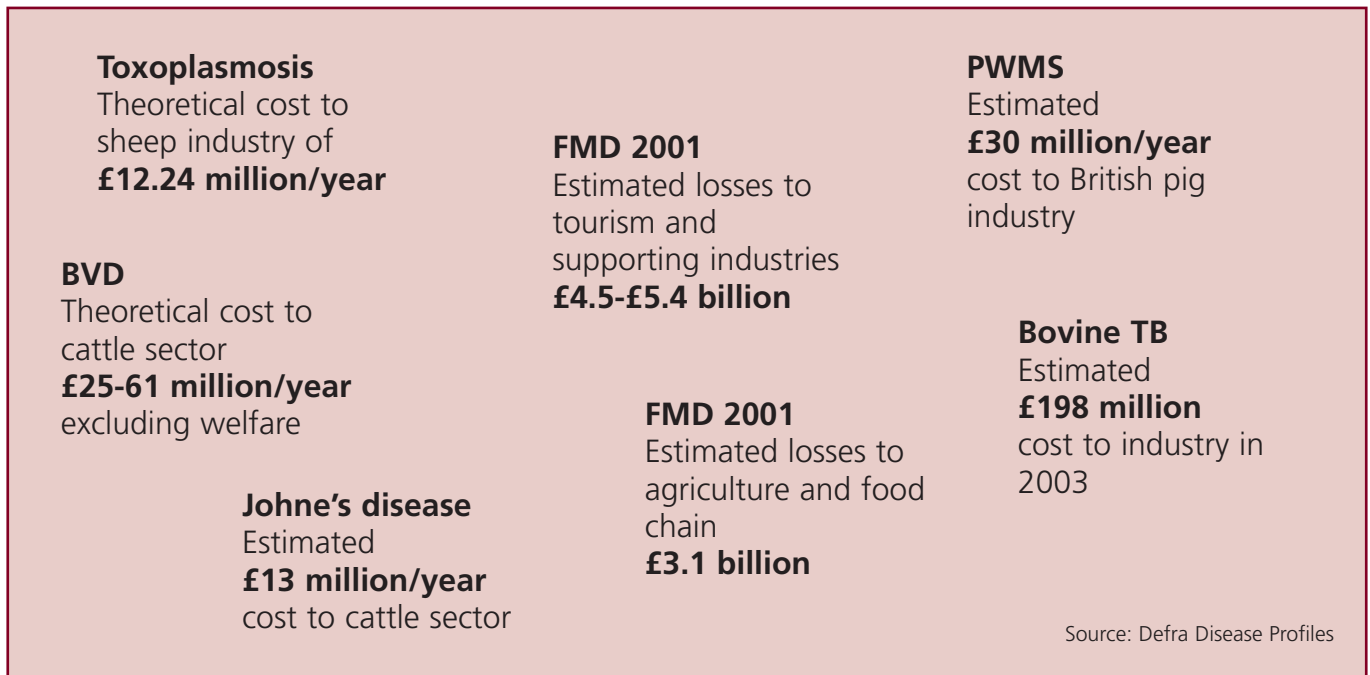 Toxoplasmosis
Theoretical cost to
sheep industry of
£12.24 million/year
BVD
Theoretical cost to
cattle sector
£25-61 million/year
excluding welfare
Johne’s disease
Estimated
£13 million/year
cost to cattle sector
FMD 2001
Estimated losses to
tourism and
supporting industries
£4.5-£5.4 billion
FMD 2001
Estimated losses to
agriculture and food
chain
£3.1 billion
PWMS
Estimated
£30 million/year
cost to British pig
industry
Bovine TB
Estimated
£198 million
cost to industry in
2003
Source: Defra Disease Profiles